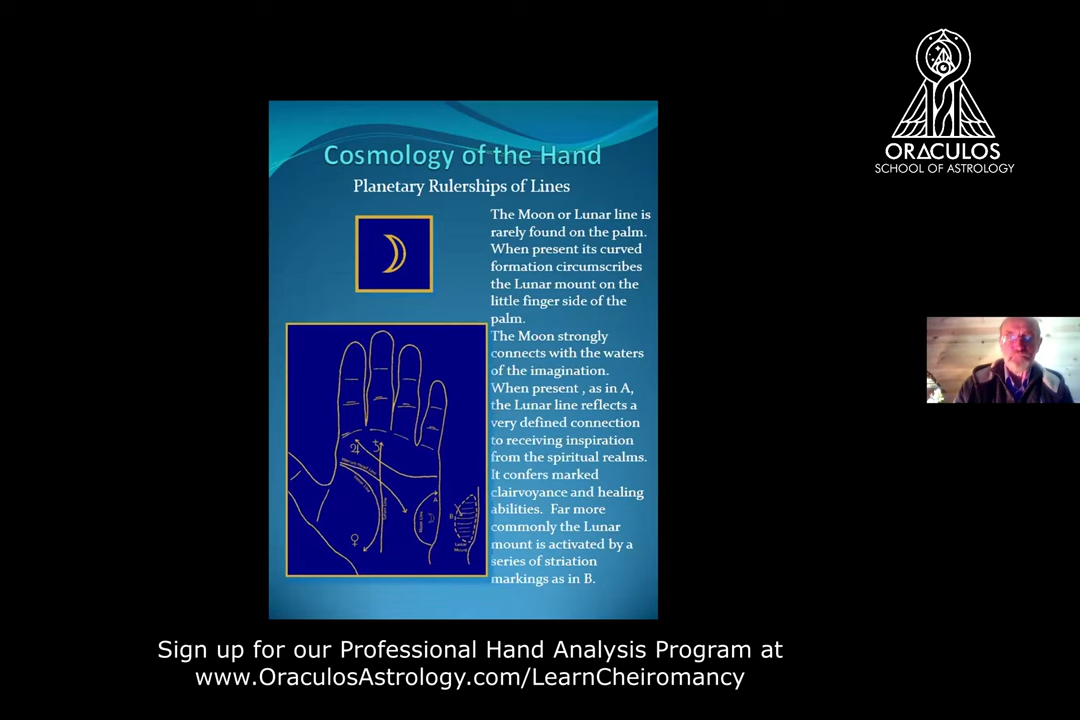 ORACULOS
SCHOOL OF ASTROLOGY
Cosmology of the Hand
Planetary Rulerships of Lines
The Moon or Lunar line is
rarely found on the palm.
When present its curved
formation circumscribes
the Lunar mount on the
little finger side of the
palm.
The Moon strongly
connects with the waters
of the imagination.
When present , as in A,
the Lunar line reflects a
very defined connection
to receiving inspiration
from the spiritual realms.
It confers marked
clairvoyance and healing
abilities. Far more
commonly the Lunar
mount is activated by a
series of striation
markings as in B.
A
B
Moon Line
Lunar
Mount
Sign up for our Professional Hand Analysis Program at
www.OraculosAstrology.com/LearnCheiromancy